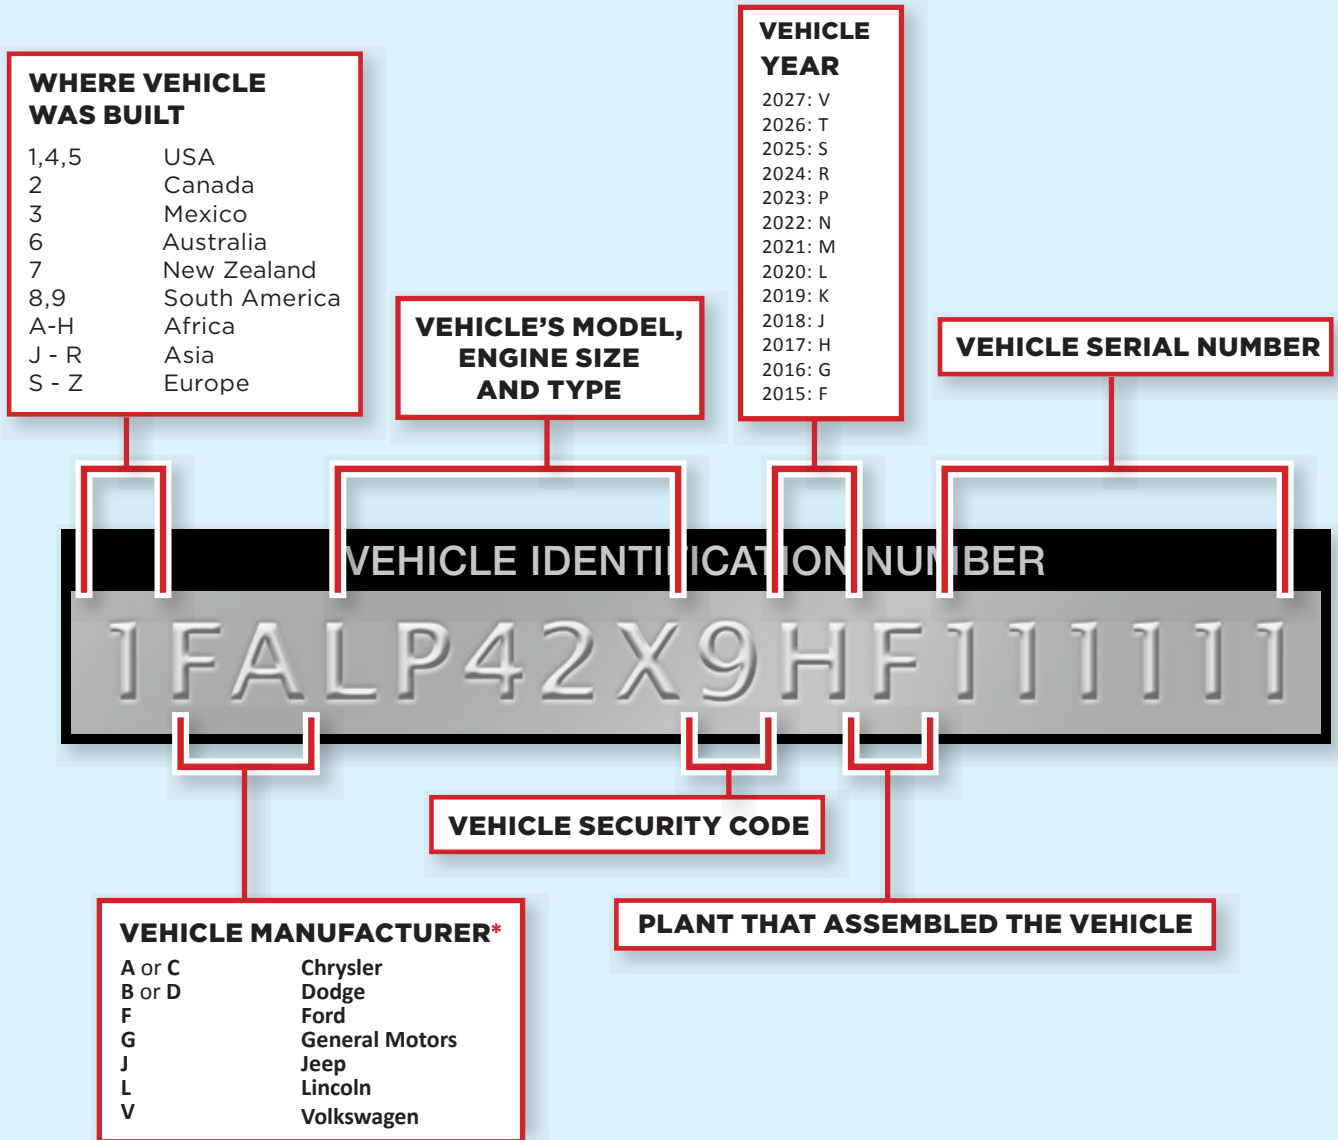 WHERE VEHICLE
WAS BUILT
1,4,5 USA
2 Canada
3 Mexico
6 Australia
7 New Zealand
8,9 South America
A-H Africa
J - R Asia
S - Z Europe
VEHICLE'S MODEL,
ENGINE SIZE
AND TYPE
VEHICLE
YEAR
2027: V
2026: T
2025: S
2024: R
2023: P
2022: N
2021: M
2020: L
2019: K
2018: J
2017: H
2016: G
2015: F
VEHICLE SERIAL NUMBER
VEHICLE IDENTIFICATION NUMBER
1FALP42X9HF111111
VEHICLE SECURITY CODE
PLANT THAT ASSEMBLED THE VEHICLE
VEHICLE MANUFACTURER*
A or C Chrysler
B or D Dodge
F Ford
G General Motors
J Jeep
L Lincoln
V Volkswagen